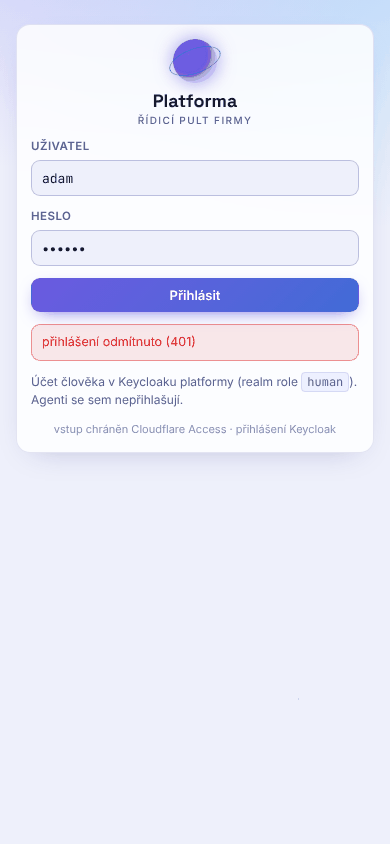 Platforma
ŘÍDICÍ PULT FIRMY
UŽIVATEL
adam
HESLO
••••••
Přihlásit
přihlášení odmítnuto (401)
Účet člověka v Keycloaku platformy (realm role human).
Agenti se sem nepřihlašují.
vstup chráněn Cloudflare Access · přihlášení Keycloak